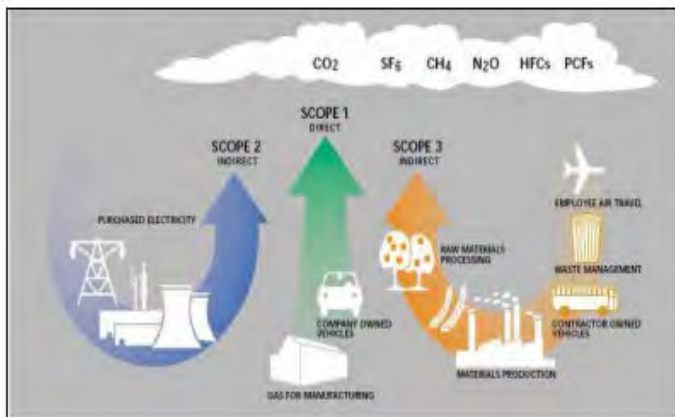 CO2 SF6 CH4 N2O HFCs PCFs
SCOPE 1
DIRECT
SCOPE 2
INDIRECT
SCOPE 3
INDIRECT
PURCHASED ELECTRICITY
EMPLOYEE AIR TRAVEL
RAW MATERIALS
PROCESSING
WASTE MANAGEMENT
COMPANY OWNED
VEHICLES
CONTRACTOR OWNED
VEHICLES
MATERIALS PRODUCTION
GAS FOR MANUFACTURING